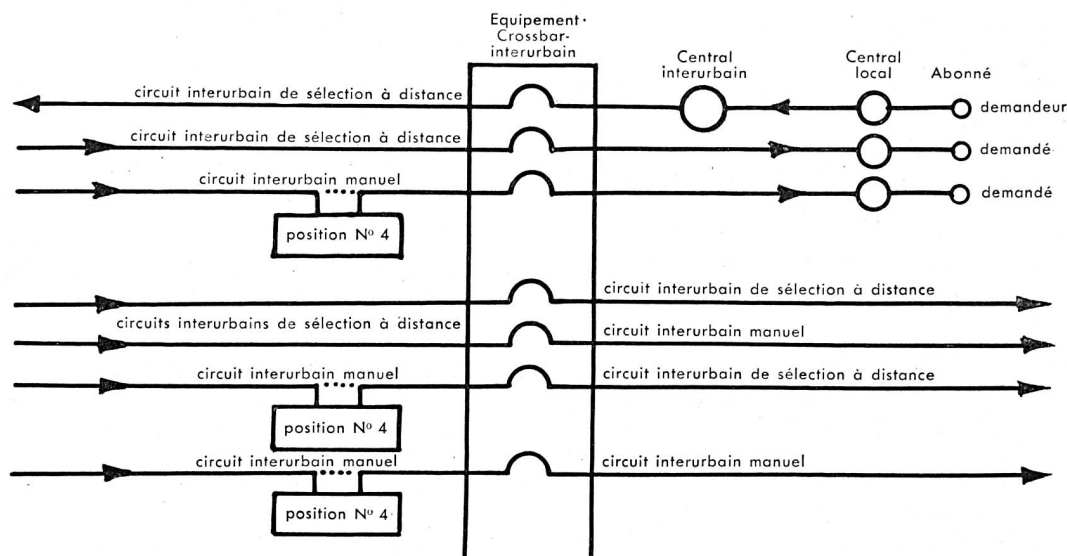 Equipement·
Crossbar-
interurbain
Central
interurbain
Central
local
Abonné
circuit interurbain de sélection à distance
demandeur
circuit interurbain de sélection à distance
demandé
circuit interurbain manuel
demandé
position Nº 4
circuit interurbain de sélection à distance
circuits interurbains de sélection à distance
circuit interurbain manuel
circuit interurbain manuel
circuit interurbain de sélection à distance
position Nº 4
circuit interurbain manuel
circuit interurbain manuel
position Nº 4